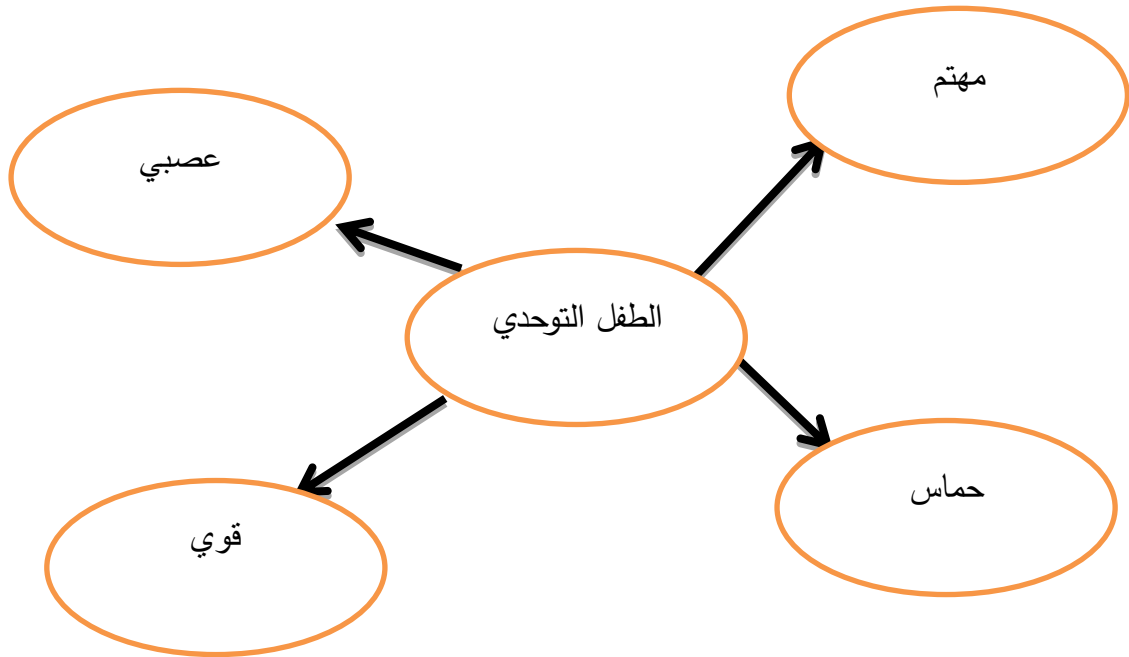 مهتم
عصبي
الطفل التوحدي
حماس
قوي